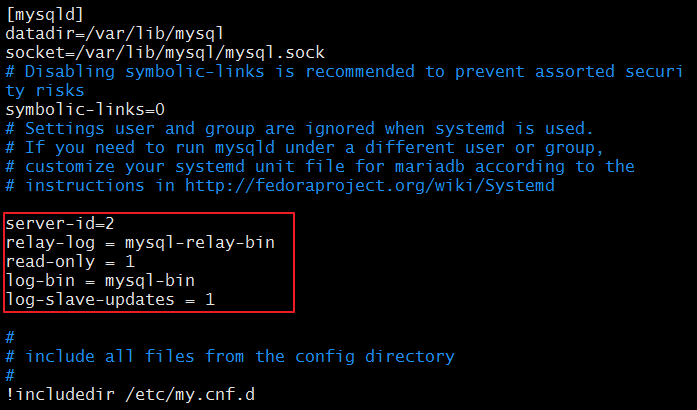 [mysqld]
datadir=/var/lib/mysql
socket=/var/lib/mysql/mysql.sock
# Disabling symbolic-links is recommended to prevent assorted securi
ty risks
symbolic-links=0
# Settings user and group are ignored when systemd is used.
# If you need to run mysqld under a different user or group,
# customize your systemd unit file for mariadb according to the
# instructions in http://fedoraproject.org/wiki/Systemd
server-id=2
relay-log = mysql-relay-bin
read-only = 1
log-bin = mysql-bin
log-slave-updates = 1
#
# include all files from the config directory
#
!includedir /etc/my.cnf.d